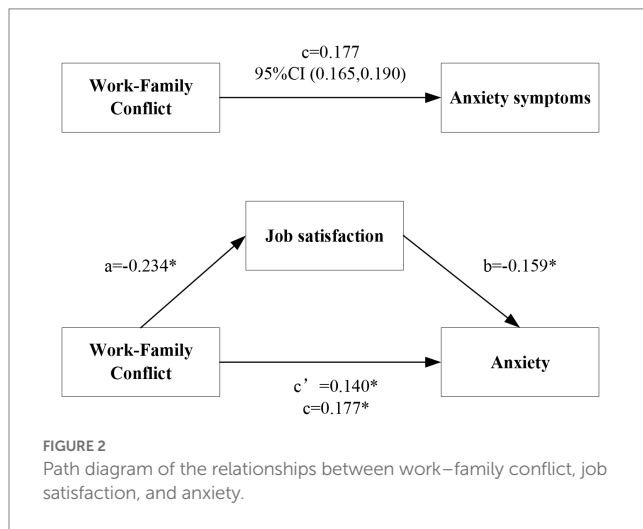 c=0.177
95%CI (0.165,0.190)
Work-Family
Conflict
Anxiety symptoms
Job satisfaction
a=-0.234*
b=-0.159*
Work-Family
Conflict
Anxiety
c’ =0.140*
c=0.177*
FIGURE 2
Path diagram of the relationships between work–family conflict, job
satisfaction, and anxiety.